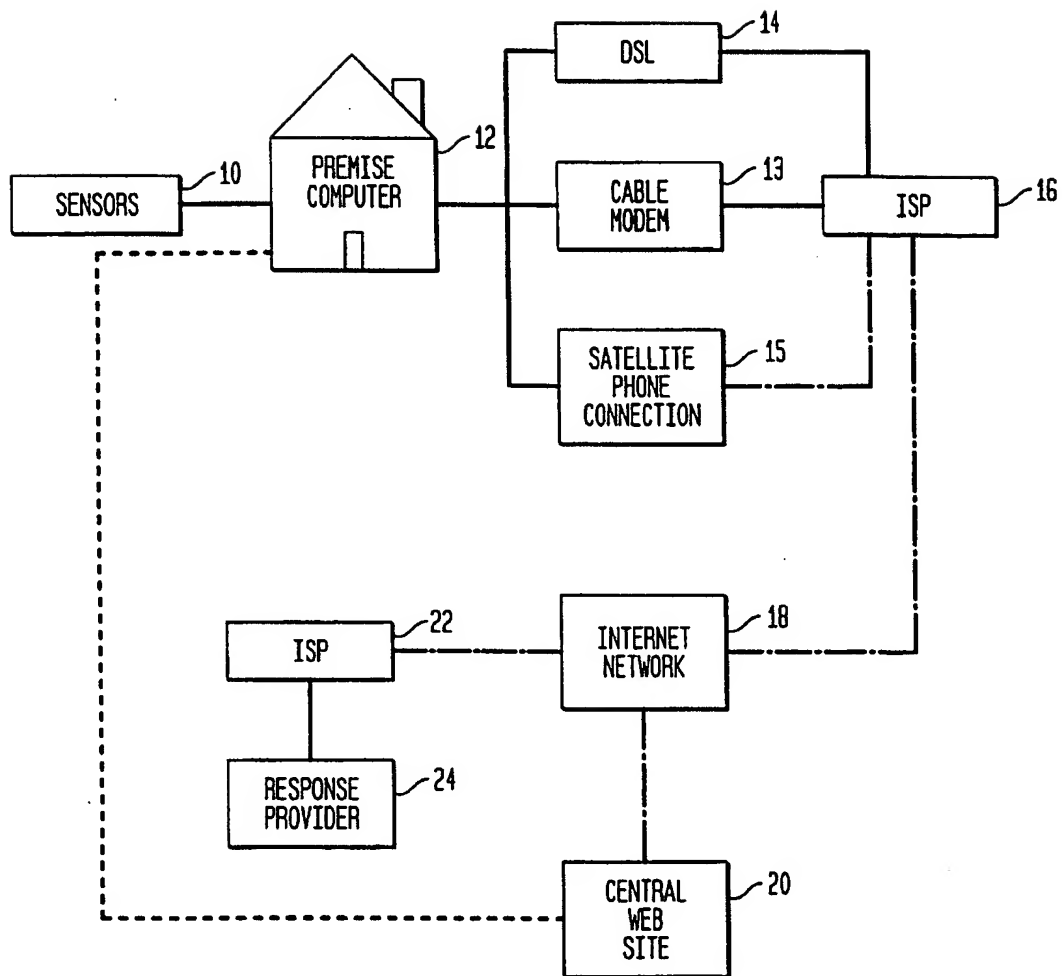 14
DSL
12
PREMISE
COMPUTER
10
SENSORS
13
CABLE
MODEM
16
ISP
15
SATELLITE
PHONE
CONNECTION
22
ISP
18
INTERNET
NETWORK
24
RESPONSE
PROVIDER
20
CENTRAL
WEB
SITE